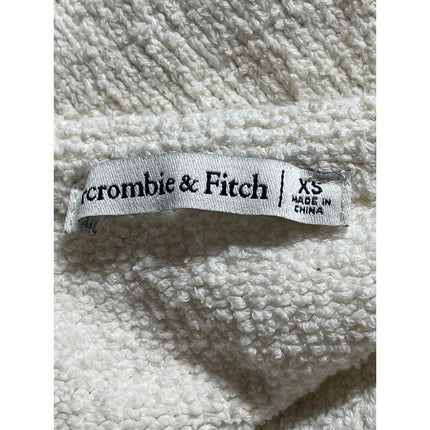 rcrombie & Fitch
XS
MADE IN
CHINA